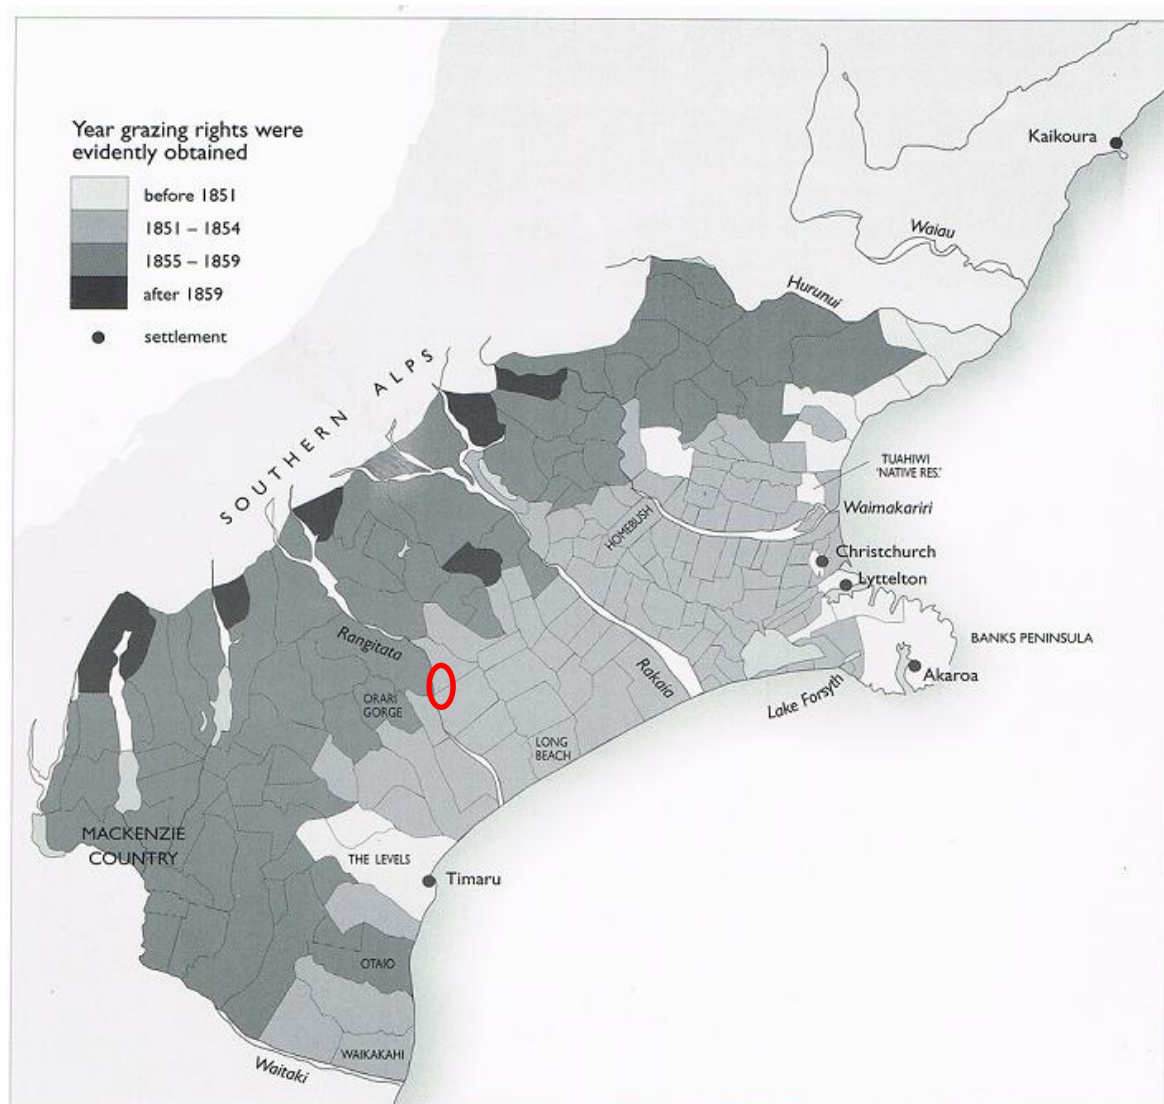 Year grazing rights were
evidently obtained
before 1851
1851 – 1854
1855 – 1859
after 1859
settlement
Kaikoura
Waiau
Hurunui
SOUTHERN ALPS
TUAHIWI
'NATIVE RES.'
Waimakariri
HOMEBUSH
Christchurch
Lyttelton
BANKS PENINSULA
Akaroa
Rangitata
Rakaia
Lake Forsyth
ORARI
GORGE
LONG
BEACH
MACKENZIE
COUNTRY
THE LEVELS
Timaru
OTAIO
WAIKAKAHI
Waitaki